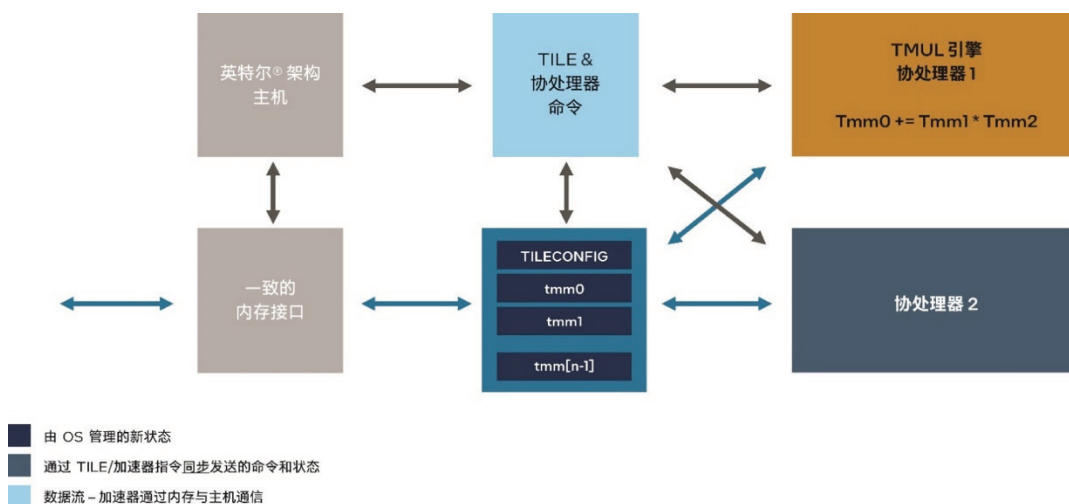 英特尔® 架构
主机
TILE &
协处理器
命令
TMUL 引擎
协处理器 1
Tmm0 += Tmm1 * Tmm2
一致的
内存接口
TILECONFIG
tmm0
tmm1
tmm[n-1]
协处理器 2
由 OS 管理的新状态
通过 TILE/加速器指令同步发送的命令和状态
数据流 – 加速器通过内存与主机通信